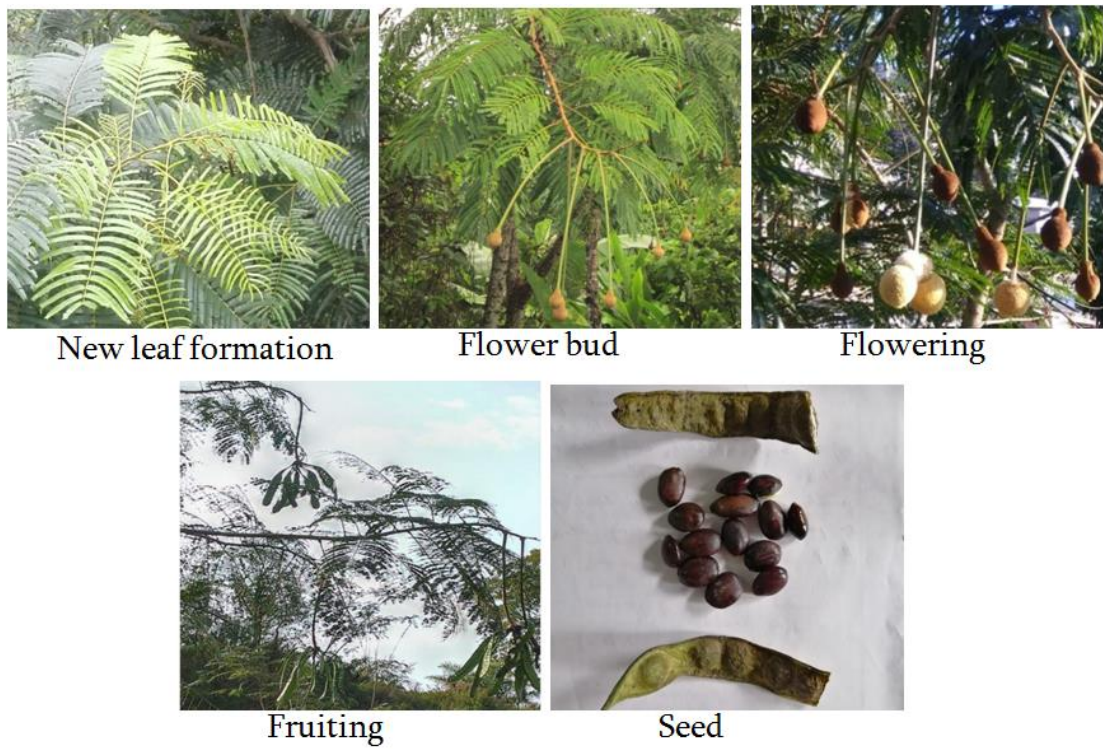 New leaf formation
Flower bud
Flowering
Fruiting
Seed